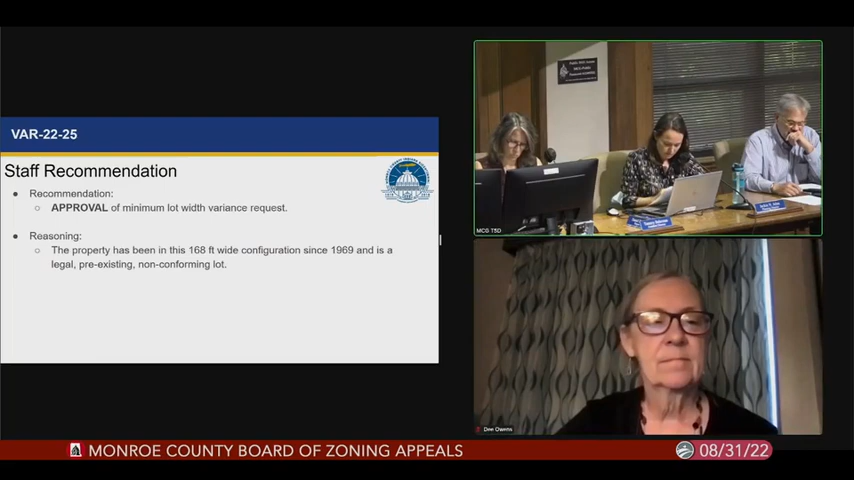 VAR-22-25
Staff Recommendation
● Recommendation:
○ APPROVAL of minimum lot width variance request.
● Reasoning:
○ The property has been in this 168 ft wide configuration since 1969 and is a
legal, pre-existing, non-conforming lot.
MCG TSD
Dee Owens
MONROE COUNTY BOARD OF ZONING APPEALS
08/31/22